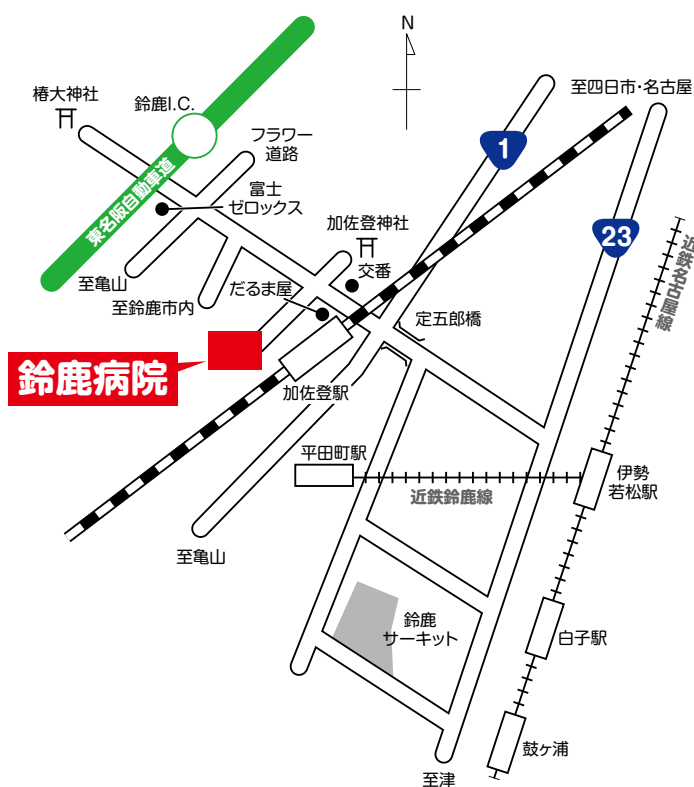 N
至四日市・名古屋
鈴鹿I.C.
椿大神社
フラワー
道路
1
東名阪自動車道
富士
ゼロックス
加佐登神社
23
近鉄名古屋線
交番
至亀山
だるま屋
至鈴鹿市内
定五郎橋
鈴鹿病院
加佐登駅
平田町駅
伊勢
若松駅
近鉄鈴鹿線
至亀山
鈴鹿
サーキット
白子駅
鼓ヶ浦
至津